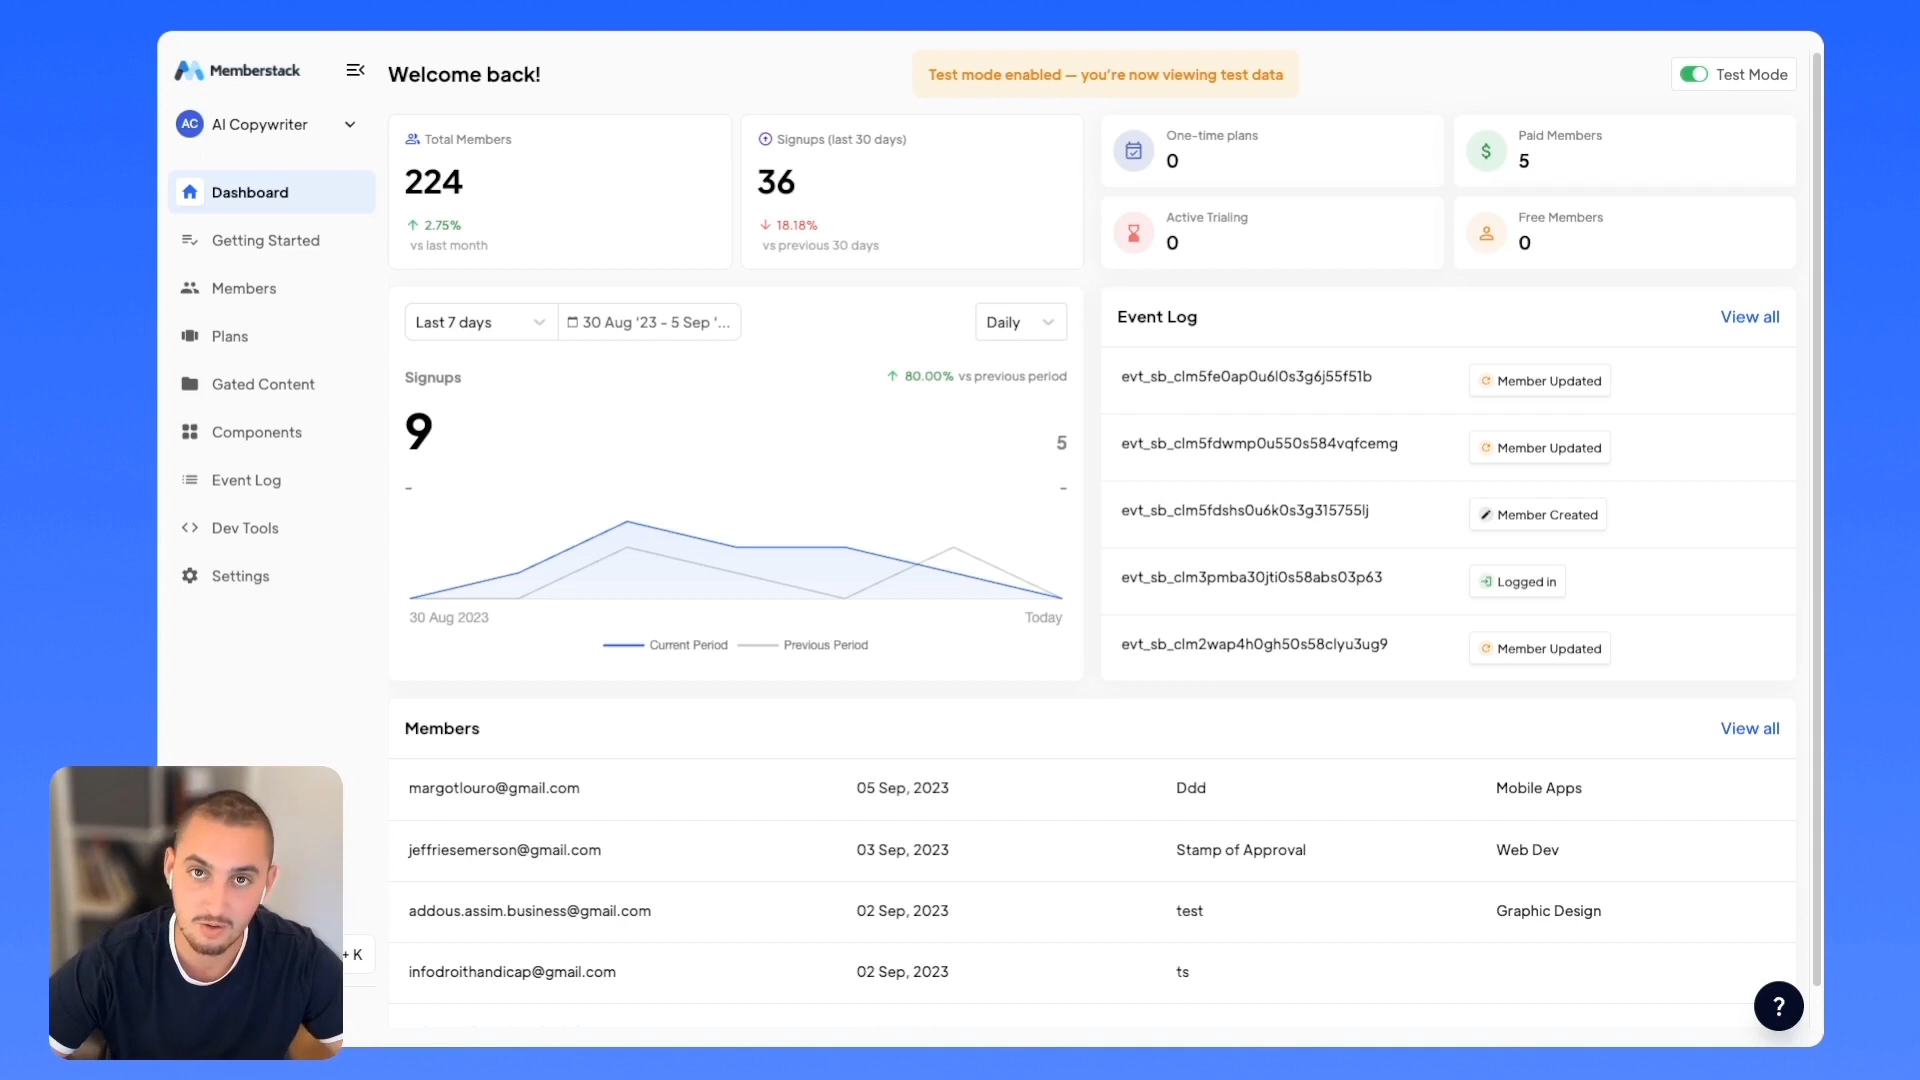 Memberstack
AC AI Copywriter
Dashboard
Getting Started
Members
Plans
Gated Content
Components
Event Log
Dev Tools
Settings
+ K
Welcome back!
Test mode enabled — you're now viewing test data
Test Mode
Total Members
224
2.75%
vs last month
Signups (last 30 days)
36
18.18%
vs previous 30 days
One-time plans
0
Paid Members
5
Active Trialing
0
Free Members
0
Last 7 days
30 Aug '23 - 5 Sep '...
Daily
Signups
80.00% vs previous period
9
5
-
-
30 Aug 2023
Today
Current Period
Previous Period
Event Log
View all
evt_sb_clm5fe0ap0u6l0s3g6j55f51b Member Updated
evt_sb_clm5fdwmp0u550s584vqfcemg Member Updated
evt_sb_clm5fdshs0u6k0s3g315755lj Member Created
evt_sb_clm3pmba30jti0s58abs03p63 Logged in
evt_sb_clm2wap4h0gh50s58clyu3ug9 Member Updated
Members
View all
margotlouro@gmail.com 05 Sep, 2023 Ddd Mobile Apps
jeffriesemerson@gmail.com 03 Sep, 2023 Stamp of Approval Web Dev
addous.assim.business@gmail.com 02 Sep, 2023 test Graphic Design
infodroithandicap@gmail.com 02 Sep, 2023 ts
?